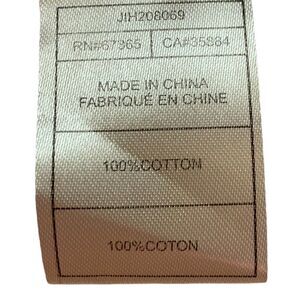 JIH208069
RN#67365 CA#35884
MADE IN CHINA
FABRIQUÉ EN CHINE
100%COTTON
100%COTON